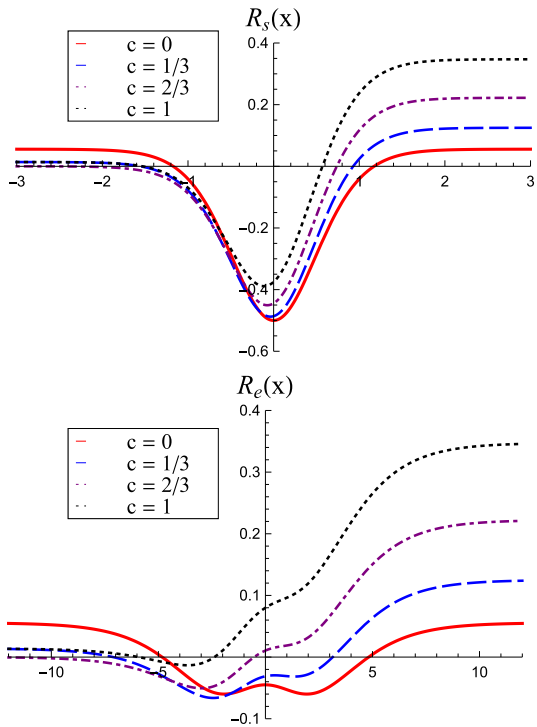 R_s(x)
c = 0
c = 1/3
c = 2/3
c = 1
0.4
0.2
-3 -2 -1 1 2 3
-0.2
-0.4
-0.6
R_e(x)
c = 0
c = 1/3
c = 2/3
c = 1
0.4
0.3
0.2
0.1
-10 -5 5 10
-0.1